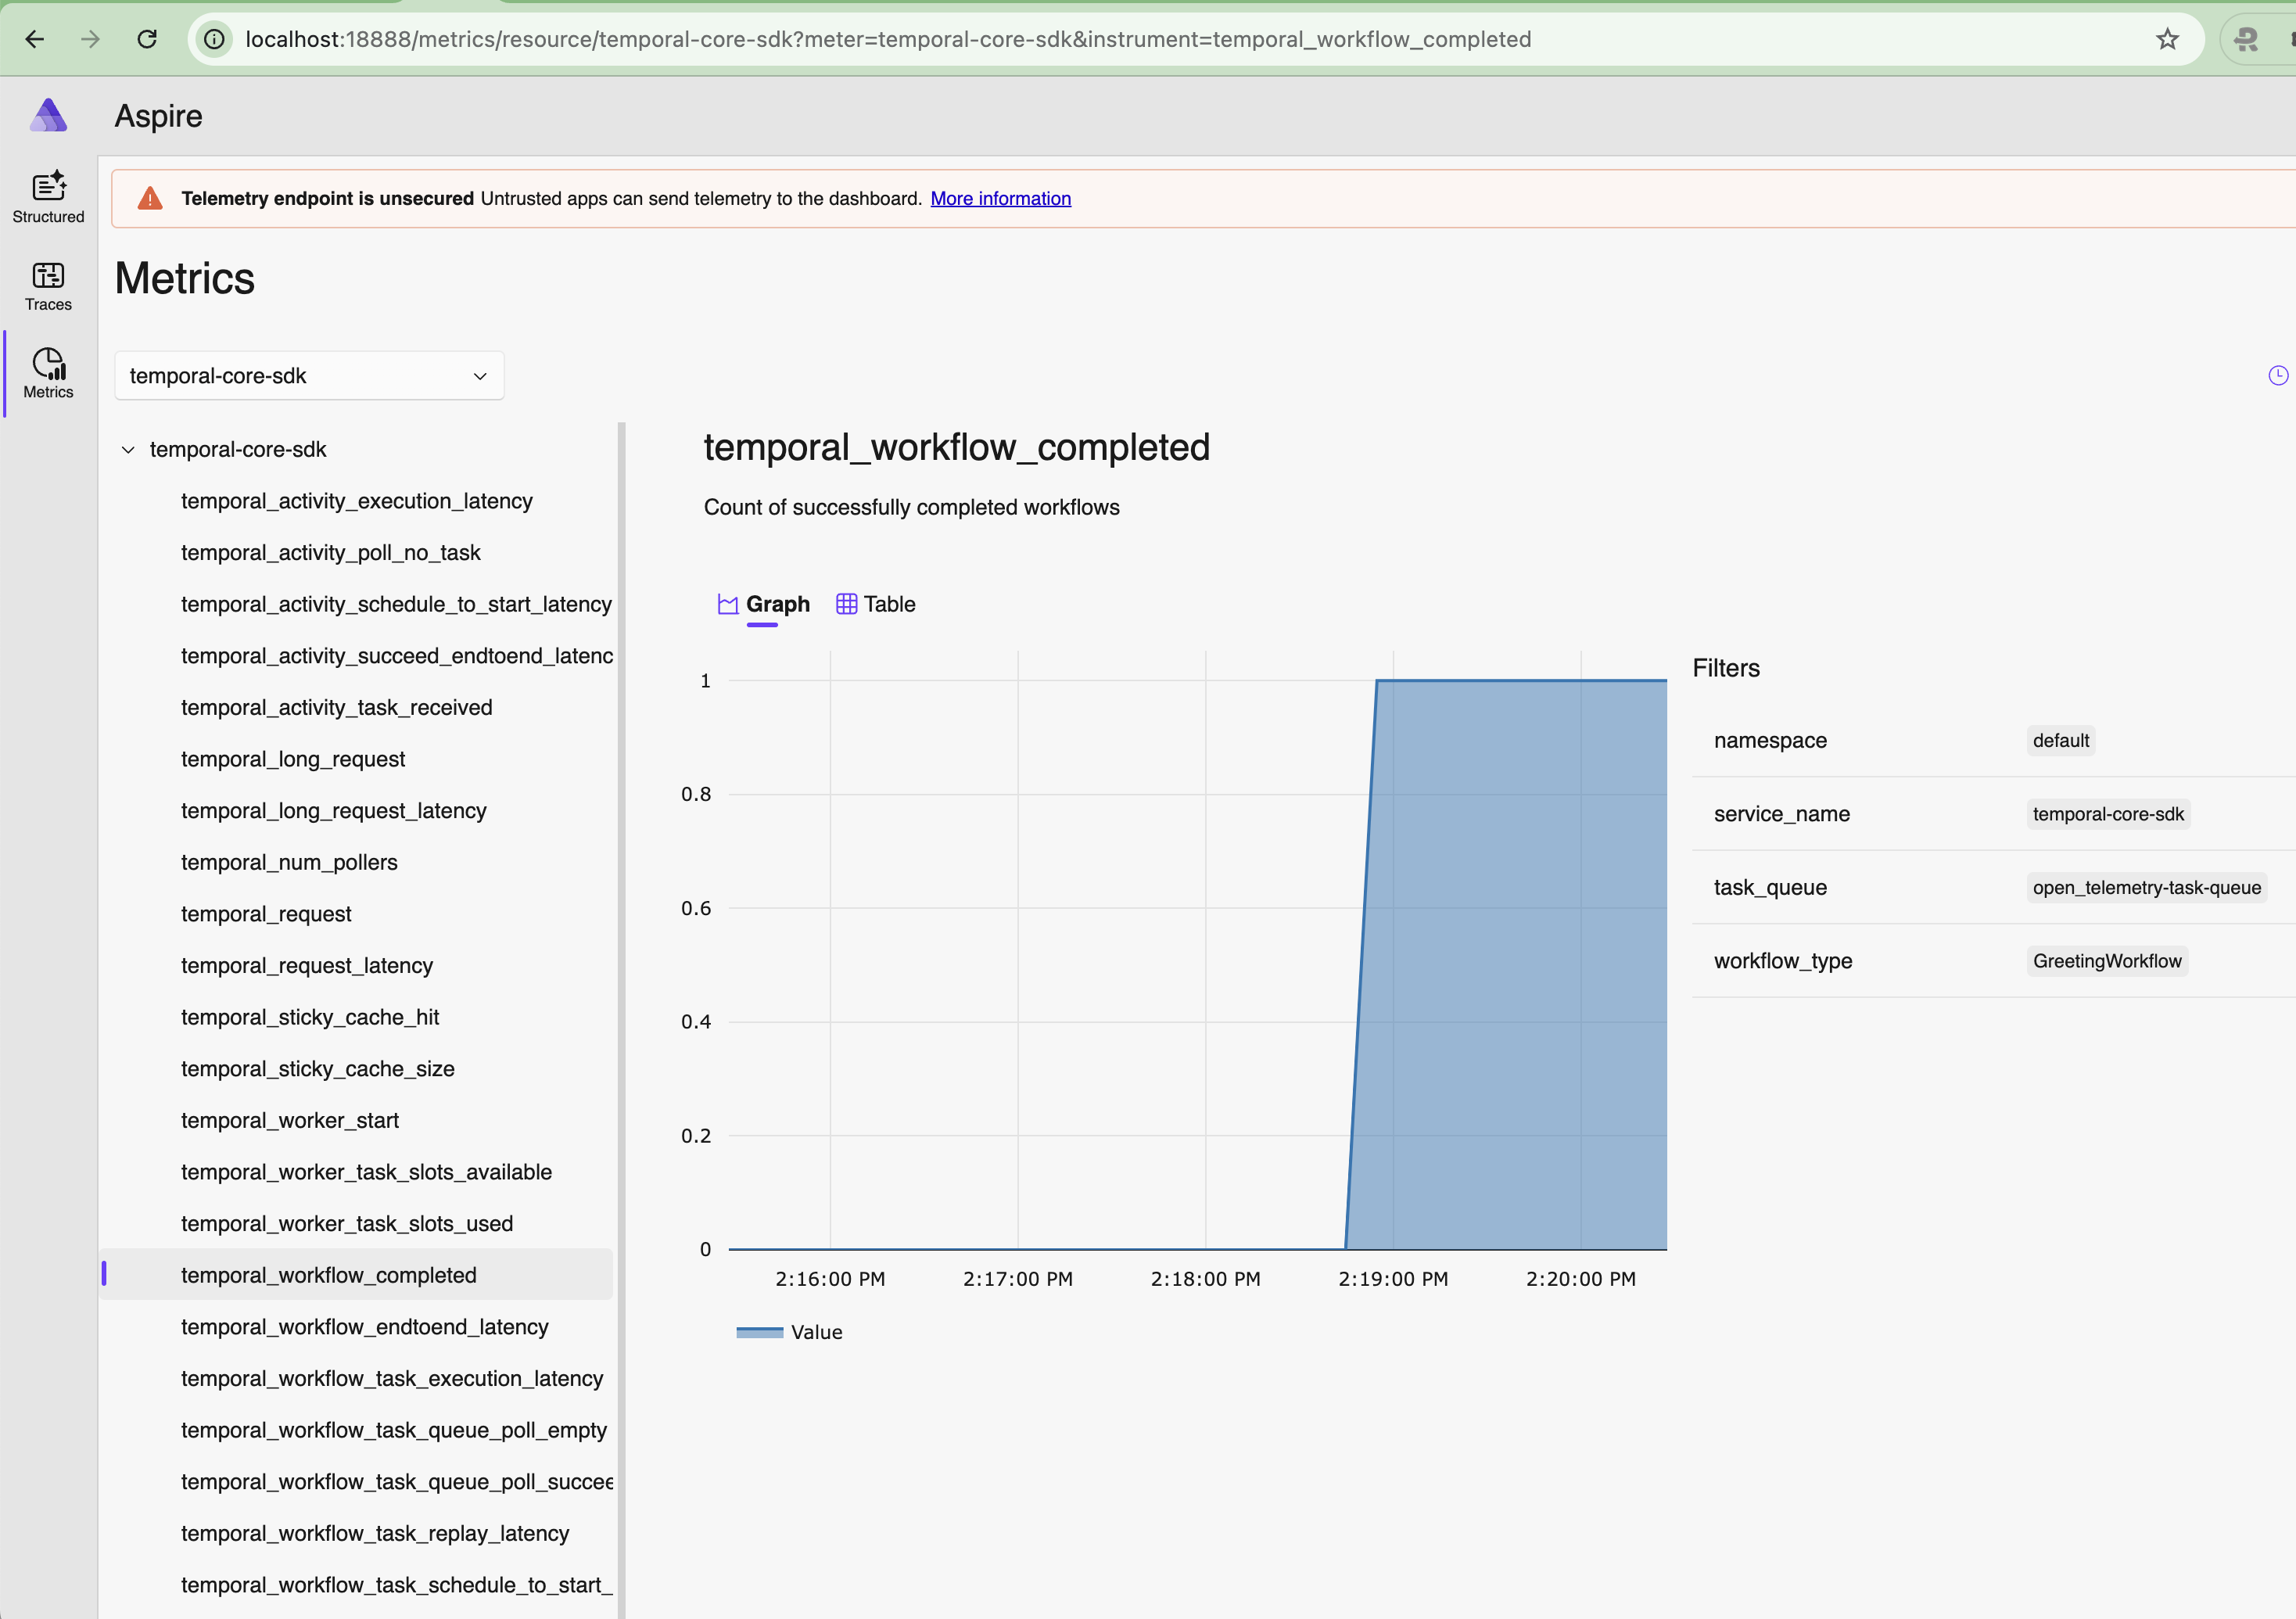 localhost:18888/metrics/resource/temporal-core-sdk?meter=temporal-core-sdk&instrument=temporal_workflow_completed
Aspire
Structured
Traces
Metrics
Telemetry endpoint is unsecured Untrusted apps can send telemetry to the dashboard. More information
Metrics
temporal-core-sdk
temporal-core-sdk
temporal_activity_execution_latency
temporal_activity_poll_no_task
temporal_activity_schedule_to_start_latency
temporal_activity_succeed_endtoend_latenc
temporal_activity_task_received
temporal_long_request
temporal_long_request_latency
temporal_num_pollers
temporal_request
temporal_request_latency
temporal_sticky_cache_hit
temporal_sticky_cache_size
temporal_worker_start
temporal_worker_task_slots_available
temporal_worker_task_slots_used
temporal_workflow_completed
temporal_workflow_endtoend_latency
temporal_workflow_task_execution_latency
temporal_workflow_task_queue_poll_empty
temporal_workflow_task_queue_poll_succee
temporal_workflow_task_replay_latency
temporal_workflow_task_schedule_to_start_
temporal_workflow_completed
Count of successfully completed workflows
Graph Table
1
0.8
0.6
0.4
0.2
0
2:16:00 PM 2:17:00 PM 2:18:00 PM 2:19:00 PM 2:20:00 PM
Value
Filters
namespace default
service_name temporal-core-sdk
task_queue open_telemetry-task-queue
workflow_type GreetingWorkflow